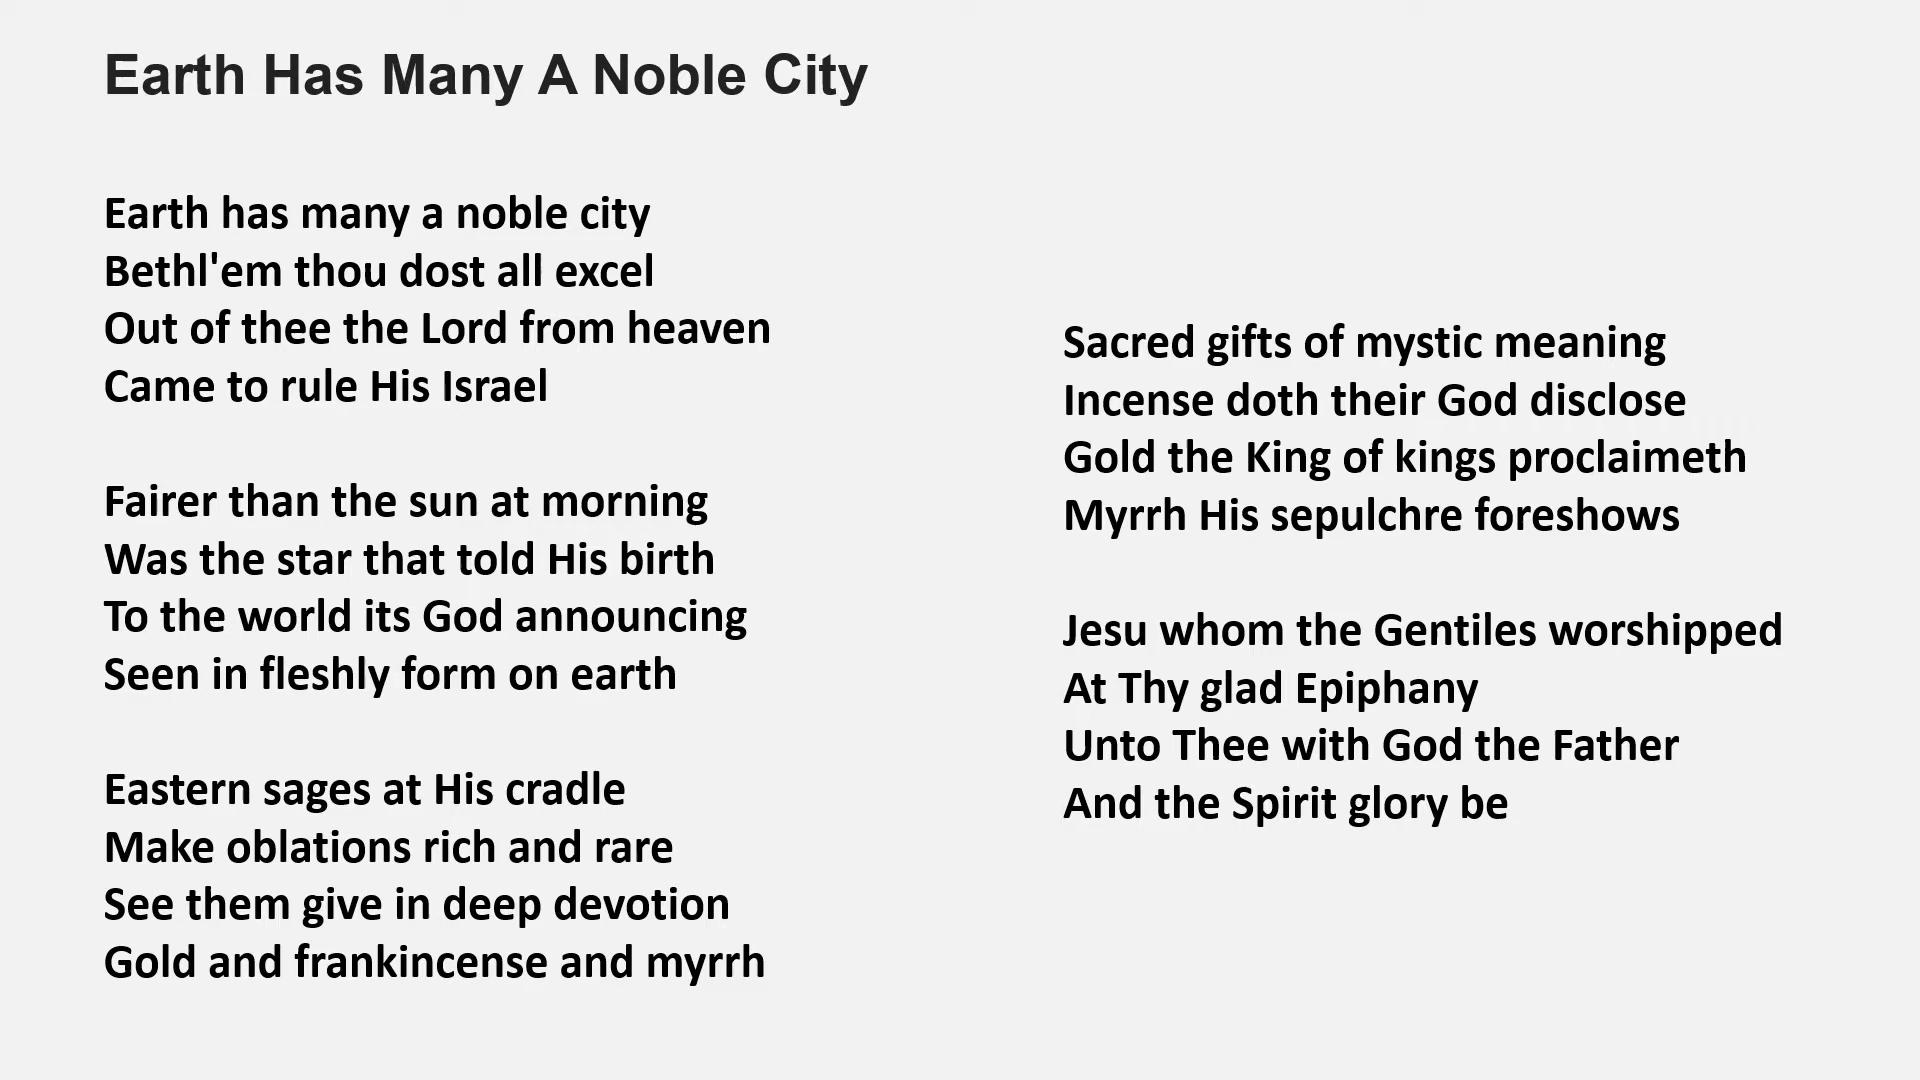 Earth Has Many A Noble City
Earth has many a noble city
Bethl'em thou dost all excel
Out of thee the Lord from heaven
Came to rule His Israel
Fairer than the sun at morning
Was the star that told His birth
To the world its God announcing
Seen in fleshly form on earth
Eastern sages at His cradle
Make oblations rich and rare
See them give in deep devotion
Gold and frankincense and myrrh
Sacred gifts of mystic meaning
Incense doth their God disclose
Gold the King of kings proclaimeth
Myrrh His sepulchre foreshows
Jesu whom the Gentiles worshipped
At Thy glad Epiphany
Unto Thee with God the Father
And the Spirit glory be